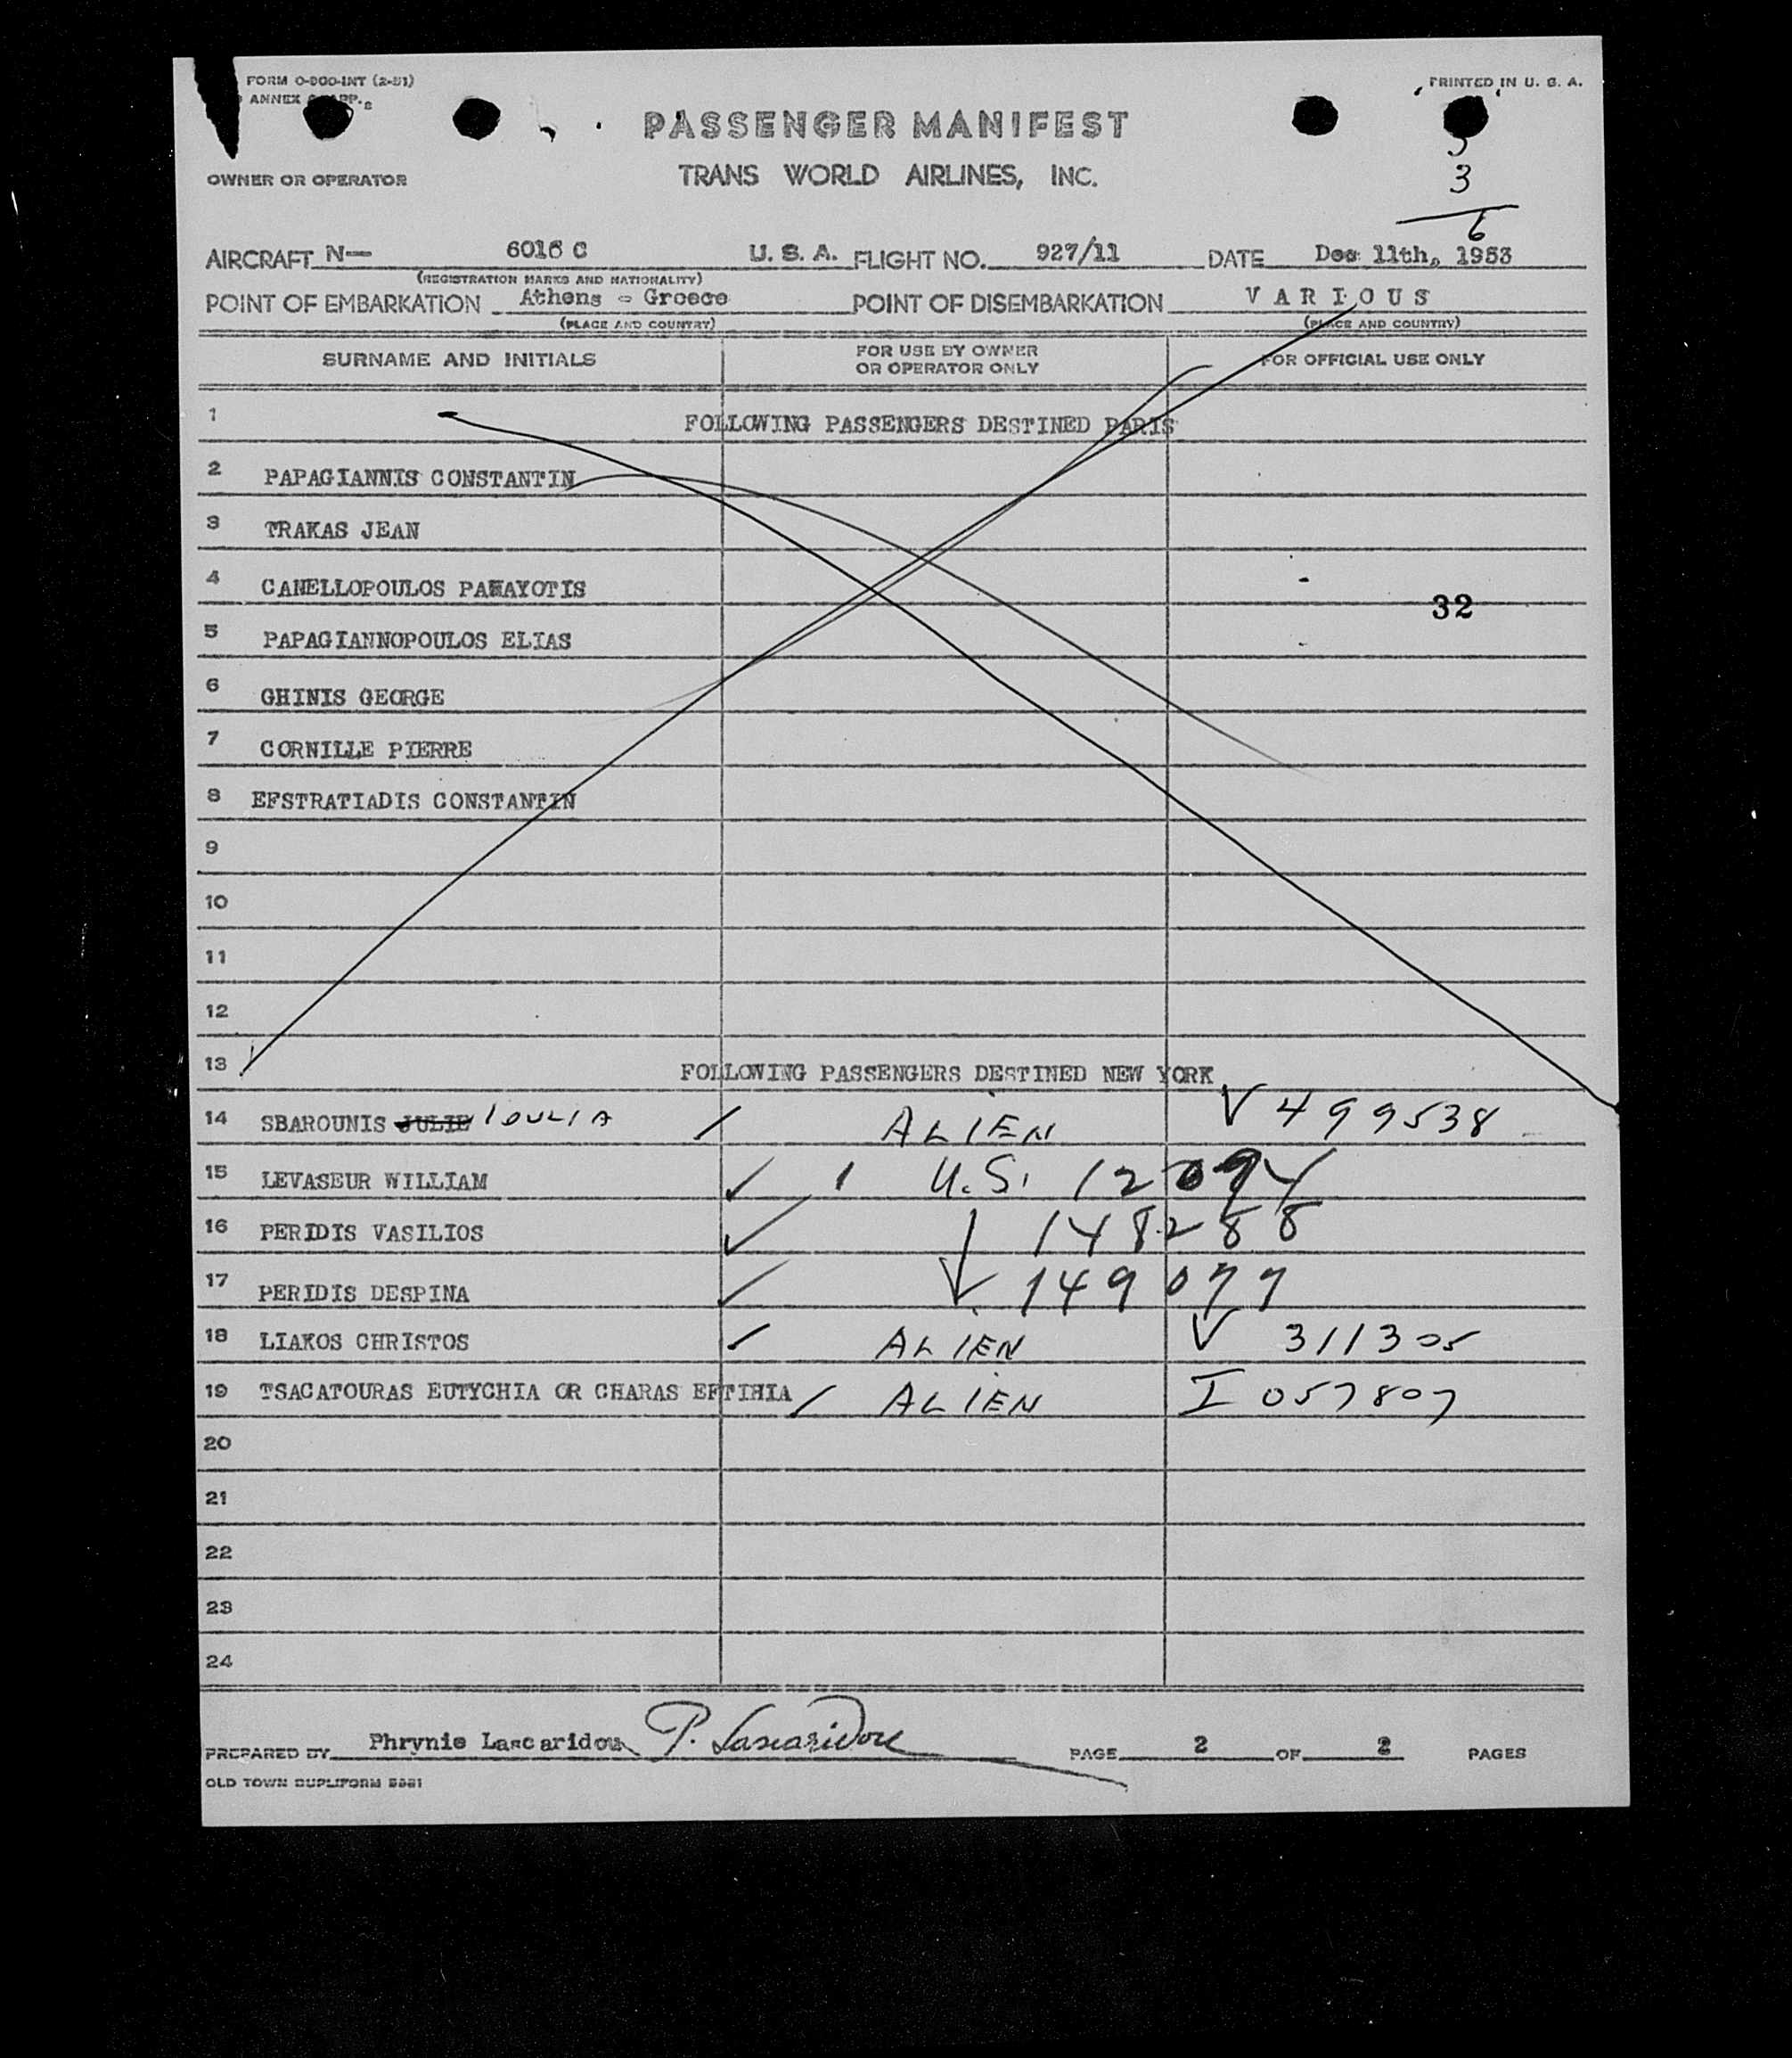 FORM O-900-INT (2-51)
PRINTED IN U. S. A.
ANNEX
PASSENGER MANIFEST
OWNER OR OPERATOR
TRANS WORLD AIRLINES, INC.
3
6
AIRCRAFT N— 6016 C U. S. A. FLIGHT NO. 927/11 DATE Dec 11th, 1953
(REGISTRATION MARKS AND NATIONALITY)
POINT OF EMBARKATION Athens - Greece POINT OF DISEMBARKATION VARIOUS
(PLACE AND COUNTRY) (PLACE AND COUNTRY)
SURNAME AND INITIALS FOR USE BY OWNER OR OPERATOR ONLY FOR OFFICIAL USE ONLY
1 FOLLOWING PASSENGERS DESTINED PARIS
2 PAPAGIANNIS CONSTANTIN
3 TRAKAS JEAN
4 CANELLOPOULOS PANAYOTIS
32
5 PAPAGIANNOPOULOS ELIAS
6 GHINIS GEORGE
7 CORNILLE PIERRE
8 EFSTRATIADIS CONSTANTIN
9
10
11
12
13 FOLLOWING PASSENGERS DESTINED NEW YORK
14 SBAROUNIS JULIE IOULIA / ALIEN V 499538
15 LEVASEUR WILLIAM ✓ 1 U.S.
16 PERIDIS VASILIOS ✓ 148288
17 PERIDIS DESPINA ✓ 149077
18 LIAKOS CHRISTOS ✓ ALIEN V 311305
19 TSACATOURAS EUTYCHIA OR CHARAS EFTIHIA / ALIEN I 057807
20
21
22
23
24
PREPARED BY Phrynie Lascaridou P. Lascaridou PAGE 2 OF 2 PAGES
OLD TOWN DUPLIFORM